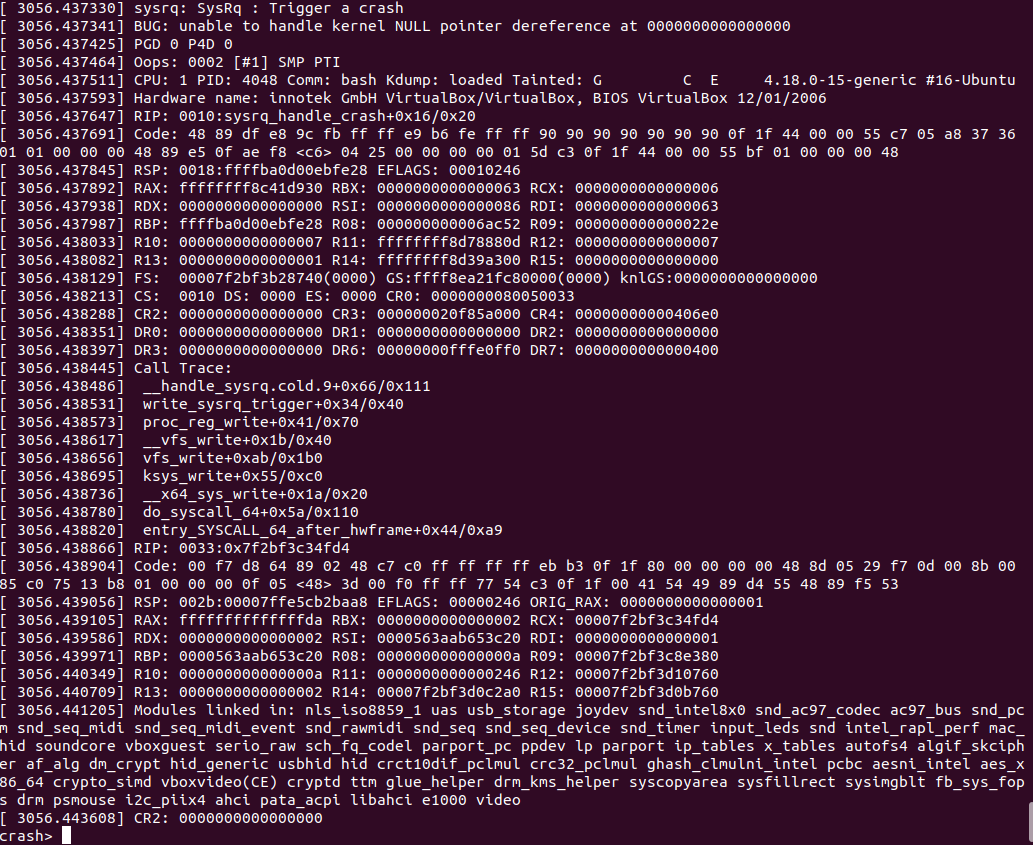 [ 3056.437330] sysrq: SysRq : Trigger a crash
[ 3056.437341] BUG: unable to handle kernel NULL pointer dereference at 0000000000000000
[ 3056.437425] PGD 0 P4D 0
[ 3056.437464] Oops: 0002 [#1] SMP PTI
[ 3056.437511] CPU: 1 PID: 4048 Comm: bash Kdump: loaded Tainted: G         C  E     4.18.0-15-generic #16-Ubuntu
[ 3056.437593] Hardware name: innotek GmbH VirtualBox/VirtualBox, BIOS VirtualBox 12/01/2006
[ 3056.437647] RIP: 0010:sysrq_handle_crash+0x16/0x20
[ 3056.437691] Code: 48 89 df e8 9c fb ff ff e9 b6 fe ff ff 90 90 90 90 90 90 90 0f 1f 44 00 00 55 c7 05 a8 37 36
01 01 00 00 00 48 89 e5 0f ae f8 <c6> 04 25 00 00 00 00 01 5d c3 0f 1f 44 00 00 55 bf 01 00 00 00 48
[ 3056.437845] RSP: 0018:ffffba0d00ebfe28 EFLAGS: 00010246
[ 3056.437892] RAX: ffffffff8c41d930 RBX: 0000000000000063 RCX: 0000000000000006
[ 3056.437938] RDX: 0000000000000000 RSI: 0000000000000086 RDI: 0000000000000063
[ 3056.437987] RBP: ffffba0d00ebfe28 R08: 000000000006ac52 R09: 000000000000022e
[ 3056.438033] R10: 0000000000000007 R11: ffffffff8d78880d R12: 0000000000000007
[ 3056.438082] R13: 0000000000000001 R14: ffffffff8d39a300 R15: 0000000000000000
[ 3056.438129] FS:  00007f2bf3b28740(0000) GS:ffff8ea21fc80000(0000) knlGS:0000000000000000
[ 3056.438213] CS:  0010 DS: 0000 ES: 0000 CR0: 0000000080050033
[ 3056.438288] CR2: 0000000000000000 CR3: 000000020f85a000 CR4: 00000000000406e0
[ 3056.438351] DR0: 0000000000000000 DR1: 0000000000000000 DR2: 0000000000000000
[ 3056.438397] DR3: 0000000000000000 DR6: 00000000fffe0ff0 DR7: 0000000000000400
[ 3056.438445] Call Trace:
[ 3056.438486]  __handle_sysrq.cold.9+0x66/0x111
[ 3056.438531]  write_sysrq_trigger+0x34/0x40
[ 3056.438573]  proc_reg_write+0x41/0x70
[ 3056.438617]  __vfs_write+0x1b/0x40
[ 3056.438656]  vfs_write+0xab/0x1b0
[ 3056.438695]  ksys_write+0x55/0xc0
[ 3056.438736]  __x64_sys_write+0x1a/0x20
[ 3056.438780]  do_syscall_64+0x5a/0x110
[ 3056.438820]  entry_SYSCALL_64_after_hwframe+0x44/0xa9
[ 3056.438866] RIP: 0033:0x7f2bf3c34fd4
[ 3056.438904] Code: 00 f7 d8 64 89 02 48 c7 c0 ff ff ff ff eb b3 0f 1f 80 00 00 00 00 48 8d 05 29 f7 0d 00 8b 00
85 c0 75 13 b8 01 00 00 00 0f 05 <48> 3d 00 f0 ff ff 77 54 c3 0f 1f 00 41 54 49 89 d4 55 48 89 f5 53
[ 3056.439056] RSP: 002b:00007ffe5cb2baa8 EFLAGS: 00000246 ORIG_RAX: 0000000000000001
[ 3056.439105] RAX: ffffffffffffffda RBX: 0000000000000002 RCX: 00007f2bf3c34fd4
[ 3056.439586] RDX: 0000000000000002 RSI: 0000563aab653c20 RDI: 0000000000000001
[ 3056.439971] RBP: 0000563aab653c20 R08: 000000000000000a R09: 00007f2bf3c8e380
[ 3056.440349] R10: 000000000000000a R11: 0000000000000246 R12: 00007f2bf3d10760
[ 3056.440709] R13: 0000000000000002 R14: 00007f2bf3d0c2a0 R15: 00007f2bf3d0b760
[ 3056.441205] Modules linked in: nls_iso8859_1 uas usb_storage joydev snd_intel8x0 snd_ac97_codec ac97_bus snd_pc
m snd_seq_midi snd_seq_midi_event snd_rawmidi snd_seq snd_seq_device snd_timer input_leds snd intel_rapl_perf mac_
hid soundcore vboxguest serio_raw sch_fq_codel parport_pc ppdev lp parport ip_tables x_tables autofs4 algif_skciph
er af_alg dm_crypt hid_generic usbhid hid crct10dif_pclmul crc32_pclmul ghash_clmulni_intel pcbc aesni_intel aes_x
86_64 crypto_simd vboxvideo(CE) cryptd ttm glue_helper drm_kms_helper syscopyarea sysfillrect sysimgblt fb_sys_fop
s drm psmouse i2c_piix4 ahci pata_acpi libahci e1000 video
[ 3056.443608] CR2: 0000000000000000
crash>